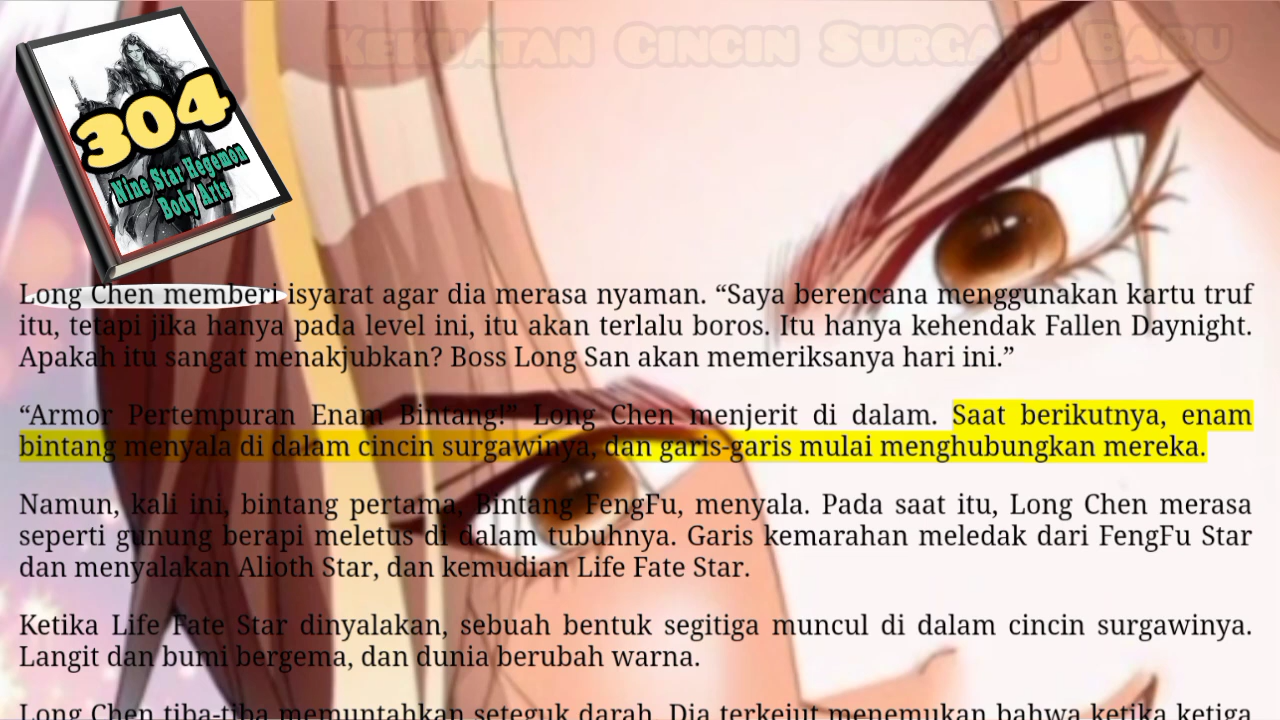 Kekuatan Cincin Surgawi Baru
304
Nine Star Hegemon
Body Arts
Long Chen memberi isyarat agar dia merasa nyaman. “Saya berencana menggunakan kartu truf
itu, tetapi jika hanya pada level ini, itu akan terlalu boros. Itu hanya kehendak Fallen Daynight.
Apakah itu sangat menakjubkan? Boss Long San akan memeriksanya hari ini.”
“Armor Pertempuran Enam Bintang!” Long Chen menjerit di dalam. Saat berikutnya, enam
bintang menyala di dalam cincin surgawinya, dan garis-garis mulai menghubungkan mereka.
Namun, kali ini, bintang pertama, Bintang FengFu, menyala. Pada saat itu, Long Chen merasa
seperti gunung berapi meletus di dalam tubuhnya. Garis kemarahan meledak dari FengFu Star
dan menyalakan Alioth Star, dan kemudian Life Fate Star.
Ketika Life Fate Star dinyalakan, sebuah bentuk segitiga muncul di dalam cincin surgawinya.
Langit dan bumi bergema, dan dunia berubah warna.
Long Chen tiba-tiba memuntahkan seteguk darah. Dia terkejut menemukan bahwa ketika ketiga